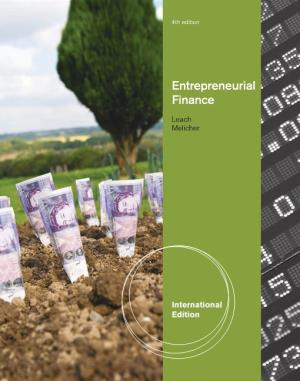 4th edition
Entrepreneurial
Finance
Leach
Melicher
International
Edition